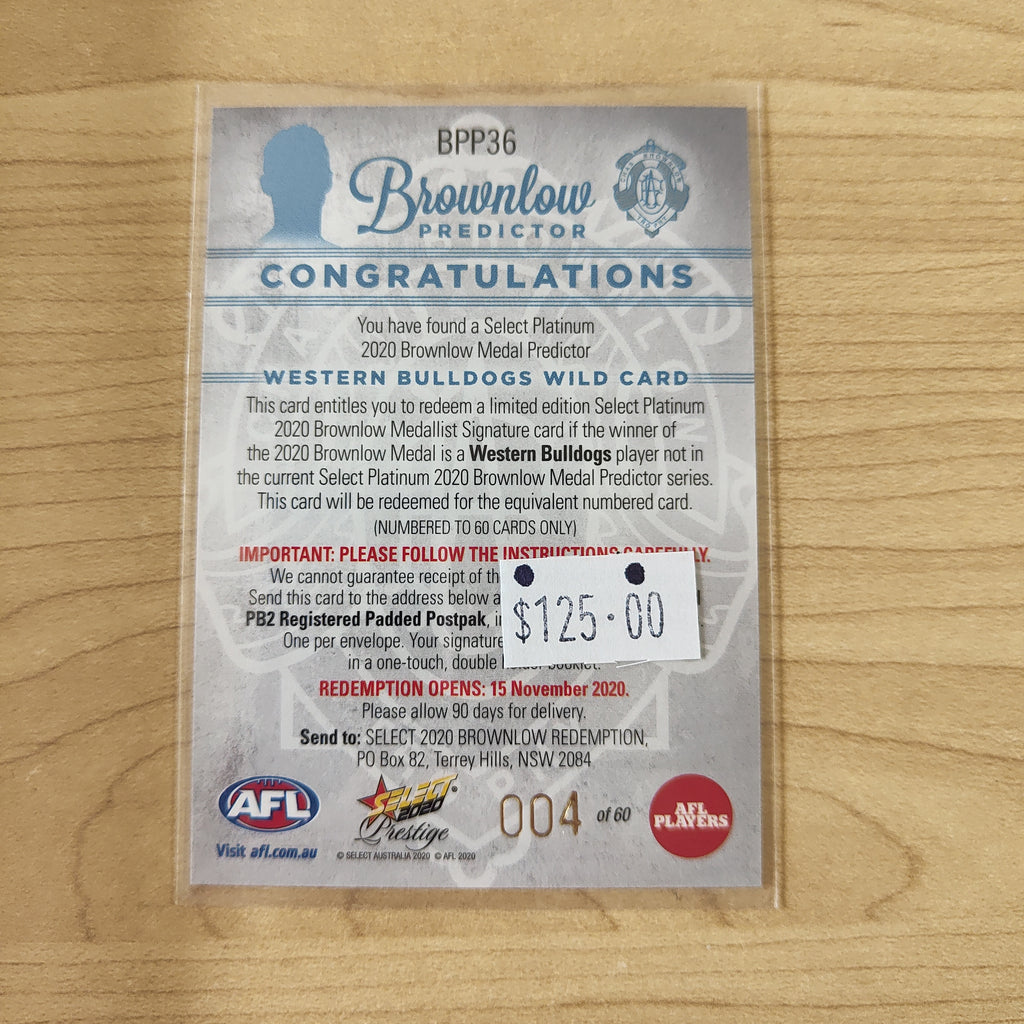 BPP36
Brownlow
PREDICTOR
CONGRATULATIONS
You have found a Select Platinum
2020 Brownlow Medal Predictor
WESTERN BULLDOGS WILD CARD
This card entitles you to redeem a limited edition Select Platinum
2020 Brownlow Medallist Signature card if the winner of
the 2020 Brownlow Medal is a Western Bulldogs player not in
the current Select Platinum 2020 Brownlow Medal Predictor series.
This card will be redeemed for the equivalent numbered card.
(NUMBERED TO 60 CARDS ONLY)
IMPORTANT: PLEASE FOLLOW THE INSTRUCTIONS CAREFULLY.
We cannot guarantee receipt of
Send this card to the address below
PB2 Registered Padded Postpak,
One per envelope. Your signature
in a one-touch, double holder booklet.
$125.00
REDEMPTION OPENS: 15 November 2020.
Please allow 90 days for delivery.
Send to: SELECT 2020 BROWNLOW REDEMPTION,
PO Box 82, Terrey Hills, NSW 2084
AFL
Visit afl.com.au
SELECT
2020
Prestige
© SELECT AUSTRALIA 2020 © AFL 2020
004 of 60
AFL
PLAYERS